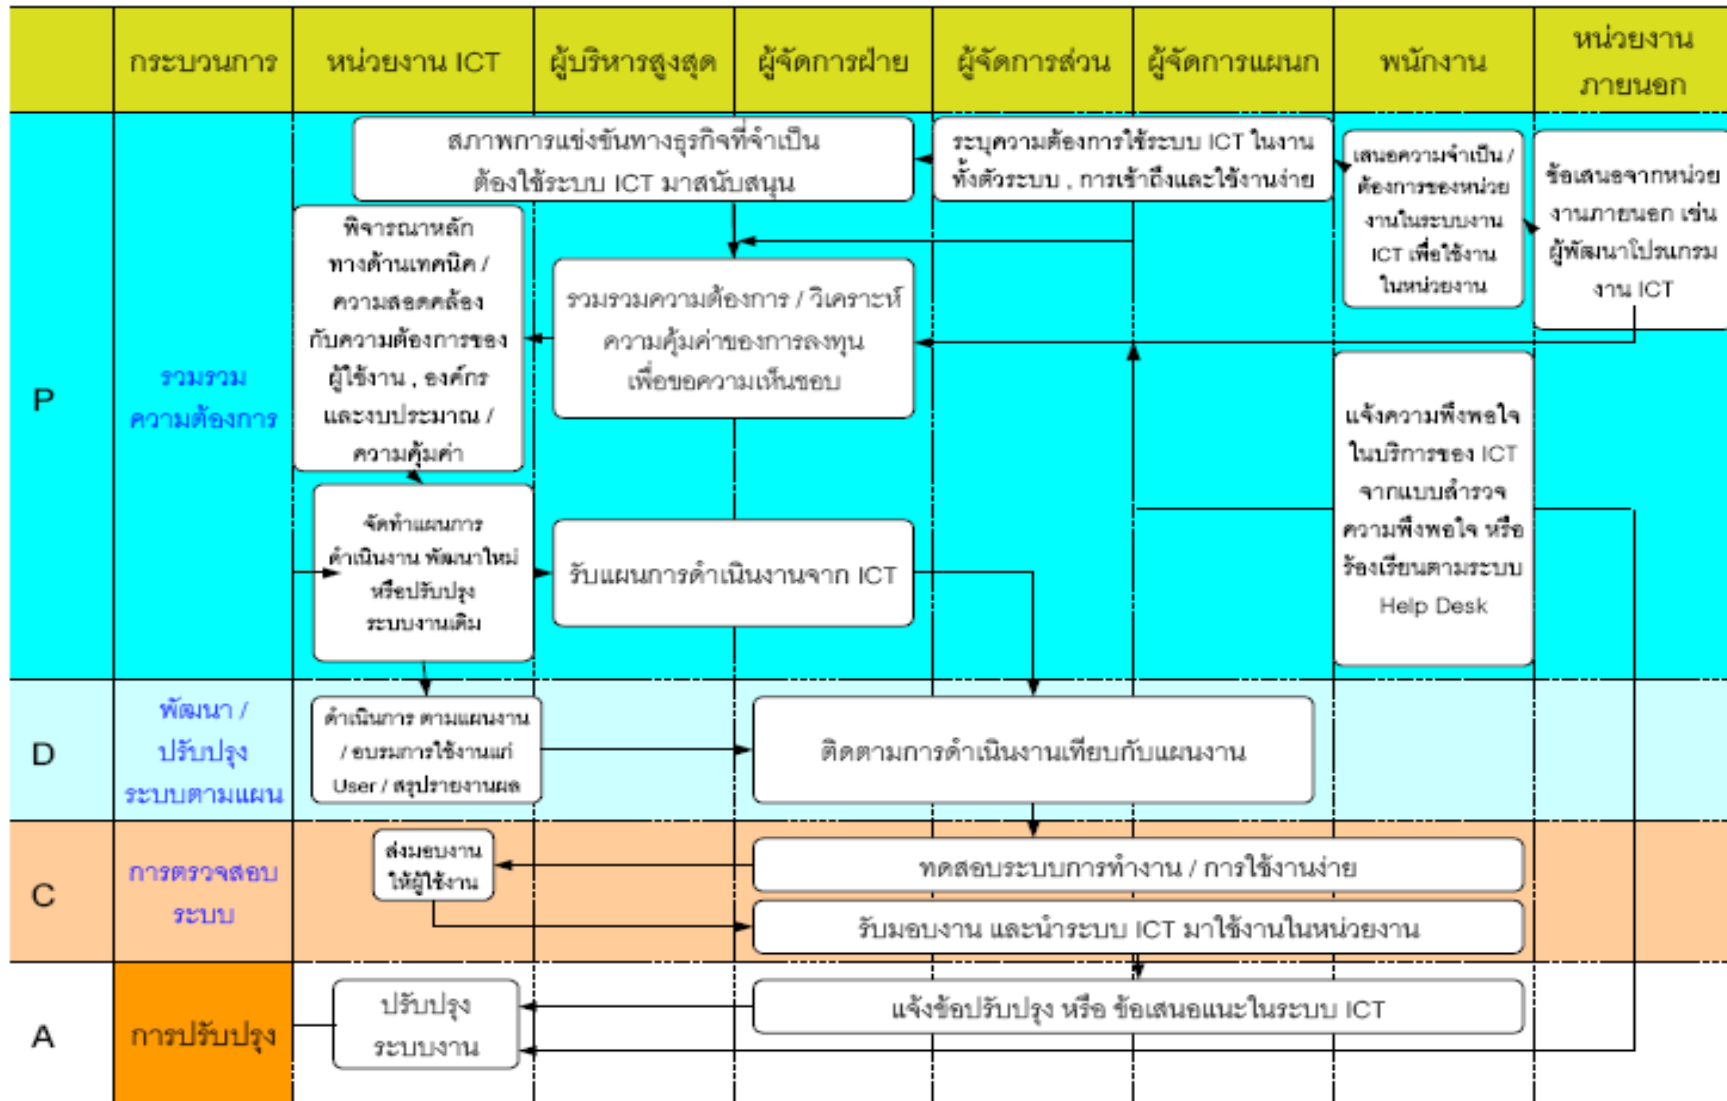 กระบวนการ
หน่วยงาน ICT
ผู้บริหารสูงสุด
ผู้จัดการฝ่าย
ผู้จัดการส่วน
ผู้จัดการแผนก
พนักงาน
หน่วยงาน
ภายนอก
P
รวมรวม
ความต้องการ
สภาพการแข่งขันทางธุรกิจที่จำเป็น
ต้องใช้ระบบ ICT มาสนับสนุน
ระบุความต้องการใช้ระบบ ICT ในงาน
ทั้งตัวระบบ , การเข้าถึงและใช้งานง่าย
เสนอความจำเป็น /
ต้องการของหน่วย
งานในระบบงาน
ICT เพื่อใช้งาน
ในหน่วยงาน
ข้อเสนอจากหน่วย
งานภายนอก เช่น
ผู้พัฒนาโปรแกรม
งาน ICT
พิจารณาหลัก
ทางด้านเทคนิค /
ความสอดคล้อง
กับความต้องการของ
ผู้ใช้งาน , องค์กร
และงบประมาณ /
ความคุ้มค่า
รวมรวมความต้องการ / วิเคราะห์
ความคุ้มค่าของการลงทุน
เพื่อขอความเห็นชอบ
แจ้งความพึงพอใจ
ในบริการของ ICT
จากแบบสำรวจ
ความพึงพอใจ หรือ
ร้องเรียนตามระบบ
Help Desk
จัดทำแผนการ
ดำเนินงาน พัฒนาใหม่
หรือปรับปรุง
ระบบงานเดิม
รับแผนการดำเนินงานจาก ICT
D
พัฒนา /
ปรับปรุง
ระบบตามแผน
ดำเนินการ ตามแผนงาน
/ อบรมการใช้งานแก่
User / สรุปรายงานผล
ติดตามการดำเนินงานเทียบกับแผนงาน
C
การตรวจสอบ
ระบบ
ส่งมอบงาน
ให้ผู้ใช้งาน
ทดสอบระบบการทำงาน / การใช้งานง่าย
รับมอบงาน และนำระบบ ICT มาใช้งานในหน่วยงาน
A
การปรับปรุง
ปรับปรุง
ระบบงาน
แจ้งข้อปรับปรุง หรือ ข้อเสนอแนะในระบบ ICT